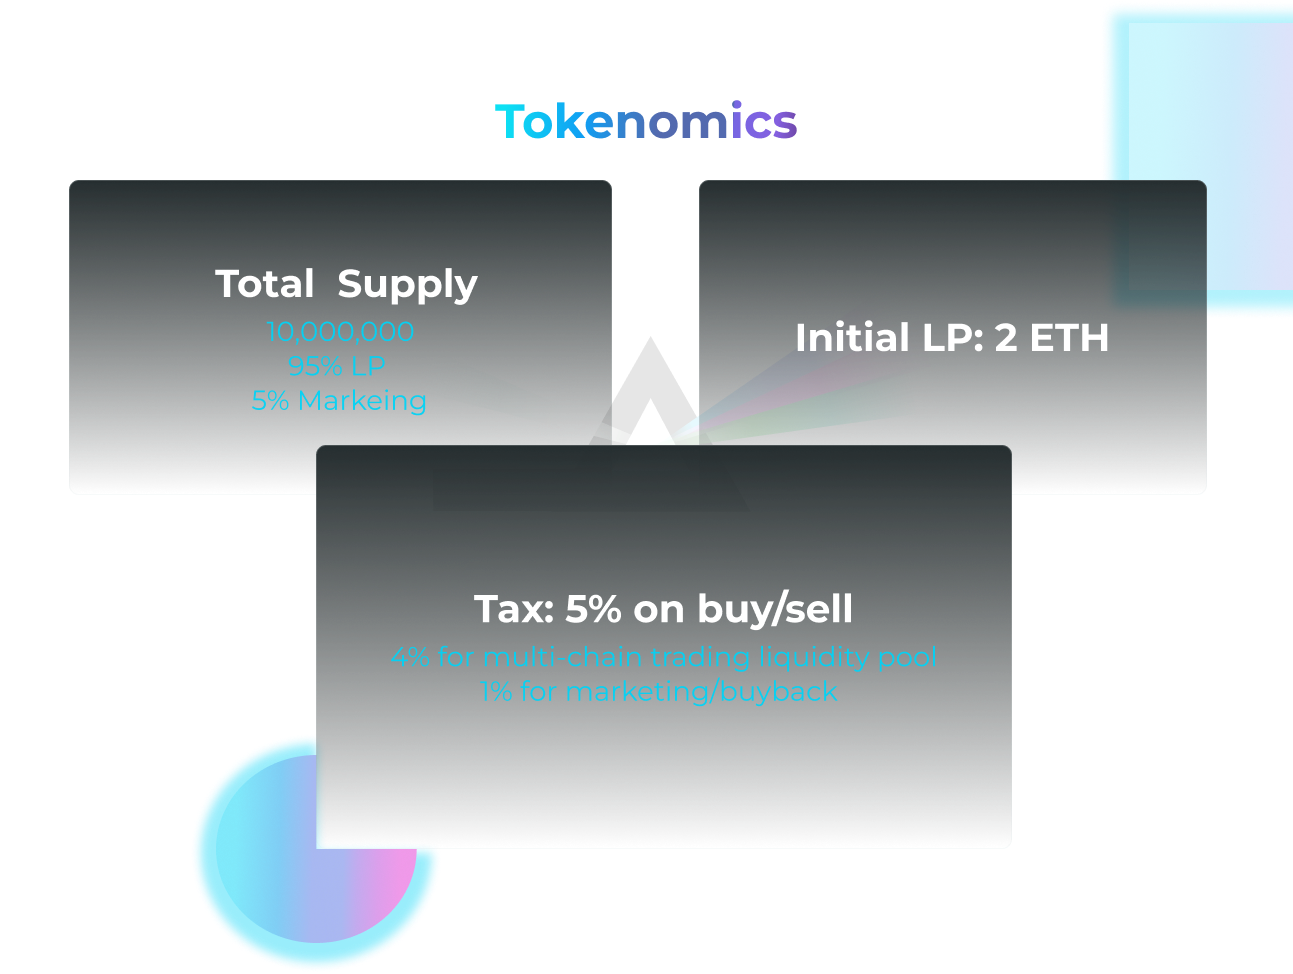 Tokenomics
Total Supply
10,000,000
95% LP
5% Markeing
Initial LP: 2 ETH
Tax: 5% on buy/sell
4% for multi-chain trading liquidity pool
1% for marketing/buyback